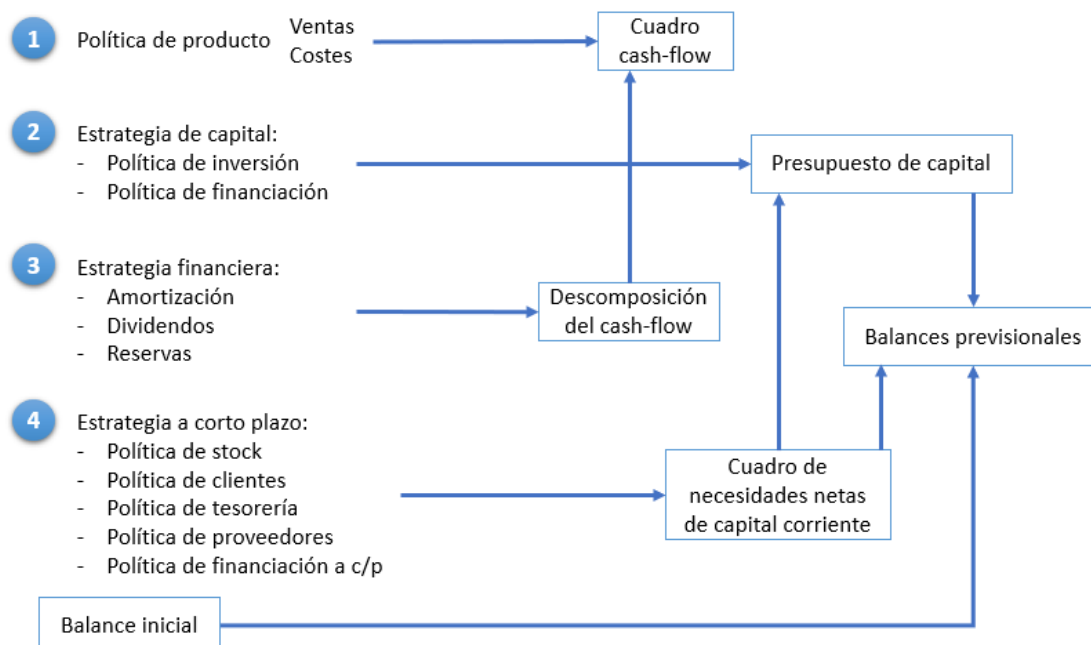 1
Política de producto
Ventas
Costes
Cuadro
cash-flow
2
Estrategia de capital:
- Política de inversión
- Política de financiación
Presupuesto de capital
3
Estrategia financiera:
- Amortización
- Dividendos
- Reservas
Descomposición
del cash-flow
Balances previsionales
4
Estrategia a corto plazo:
- Política de stock
- Política de clientes
- Política de tesorería
- Política de proveedores
- Política de financiación a c/p
Cuadro de
necesidades netas
de capital corriente
Balance inicial